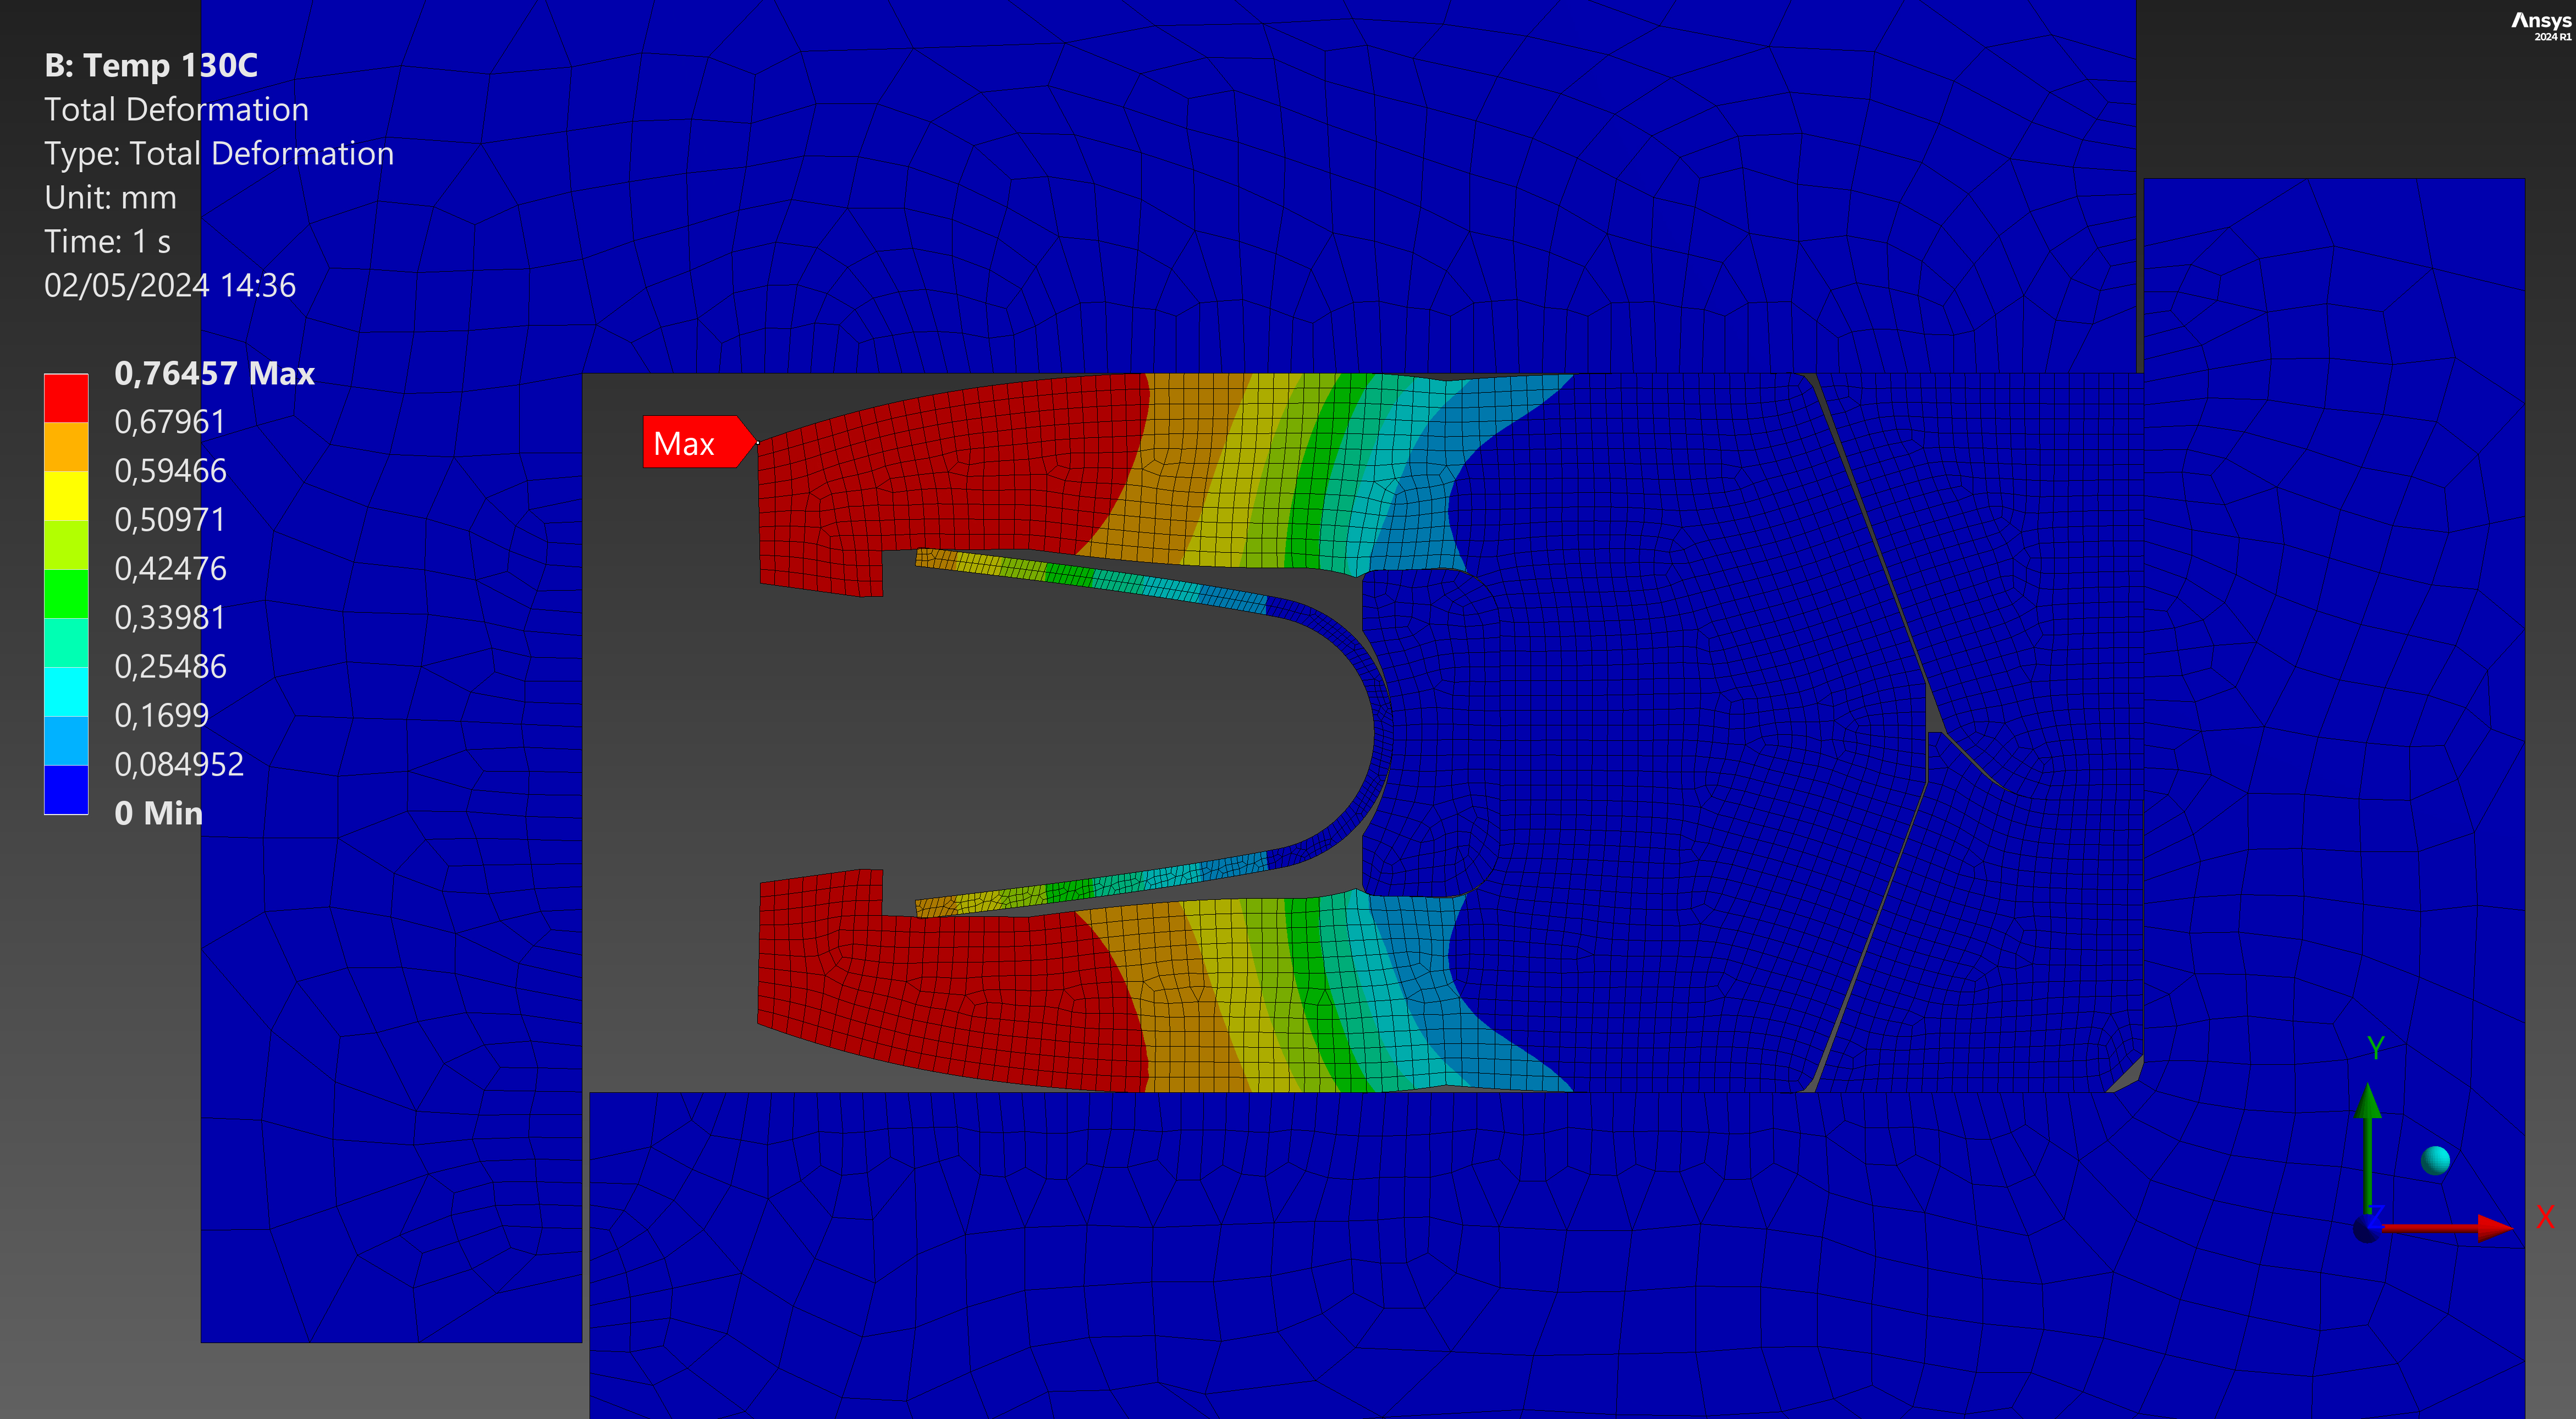 B: Temp 130C
Total Deformation
Type: Total Deformation
Unit: mm
Time: 1 s
02/05/2024 14:36
0,76457 Max
0,67961
0,59466
0,50971
0,42476
0,33981
0,25486
0,1699
0,084952
0 Min
Max
Ansys
2024 R1
Y
Z
X